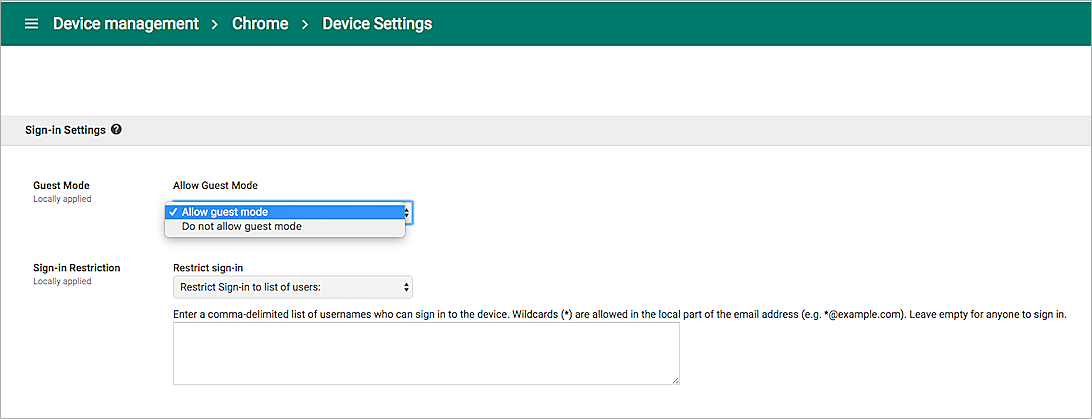 Device management > Chrome > Device Settings
Sign-in Settings ?
Guest Mode
Allow Guest Mode
Locally applied
✓ Allow guest mode
Do not allow guest mode
Sign-in Restriction
Restrict sign-in
Locally applied
Restrict Sign-in to list of users:
Enter a comma-delimited list of usernames who can sign in to the device. Wildcards (*) are allowed in the local part of the email address (e.g. *@example.com). Leave empty for anyone to sign in.